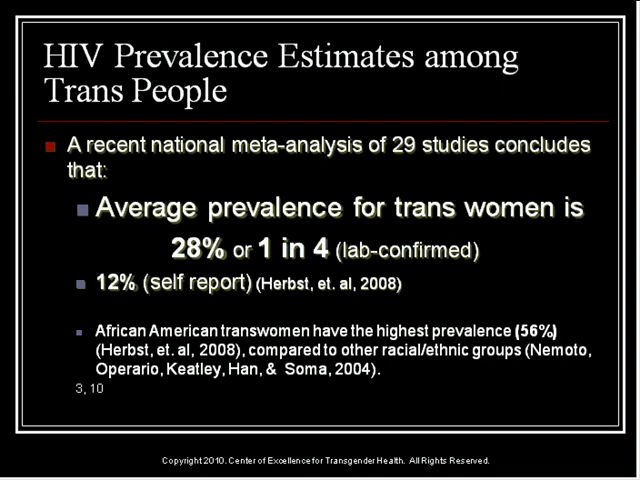 HIV Prevalence Estimates among
Trans People
A recent national meta-analysis of 29 studies concludes
that:
Average prevalence for trans women is
28% or 1 in 4 (lab-confirmed)
12% (self report) (Herbst, et. al, 2008)
African American transwomen have the highest prevalence (56%)
(Herbst, et. al, 2008), compared to other racial/ethnic groups (Nemoto,
Operario, Keatley, Han, & Soma, 2004).
3, 10
Copyright 2010. Center of Excellence for Transgender Health. All Rights Reserved.